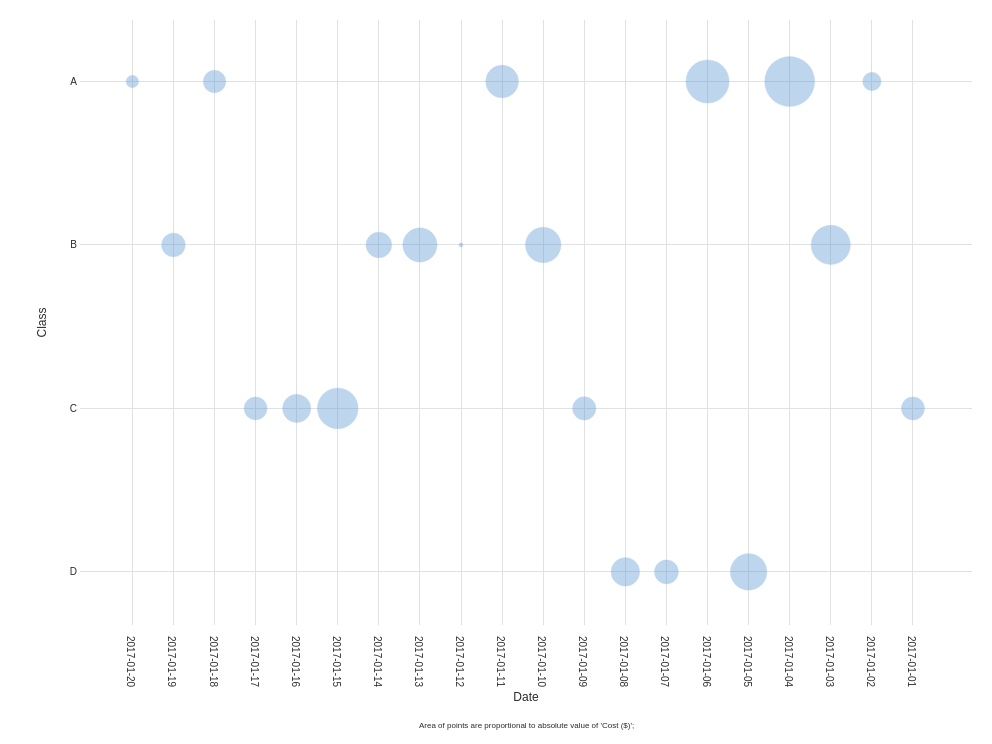 A
B
C
D
Class
2017-01-20
2017-01-19
2017-01-18
2017-01-17
2017-01-16
2017-01-15
2017-01-14
2017-01-13
2017-01-12
2017-01-11
2017-01-10
2017-01-09
2017-01-08
2017-01-07
2017-01-06
2017-01-05
2017-01-04
2017-01-03
2017-01-02
2017-01-01
Date
Area of points are proportional to absolute value of 'Cost ($)';